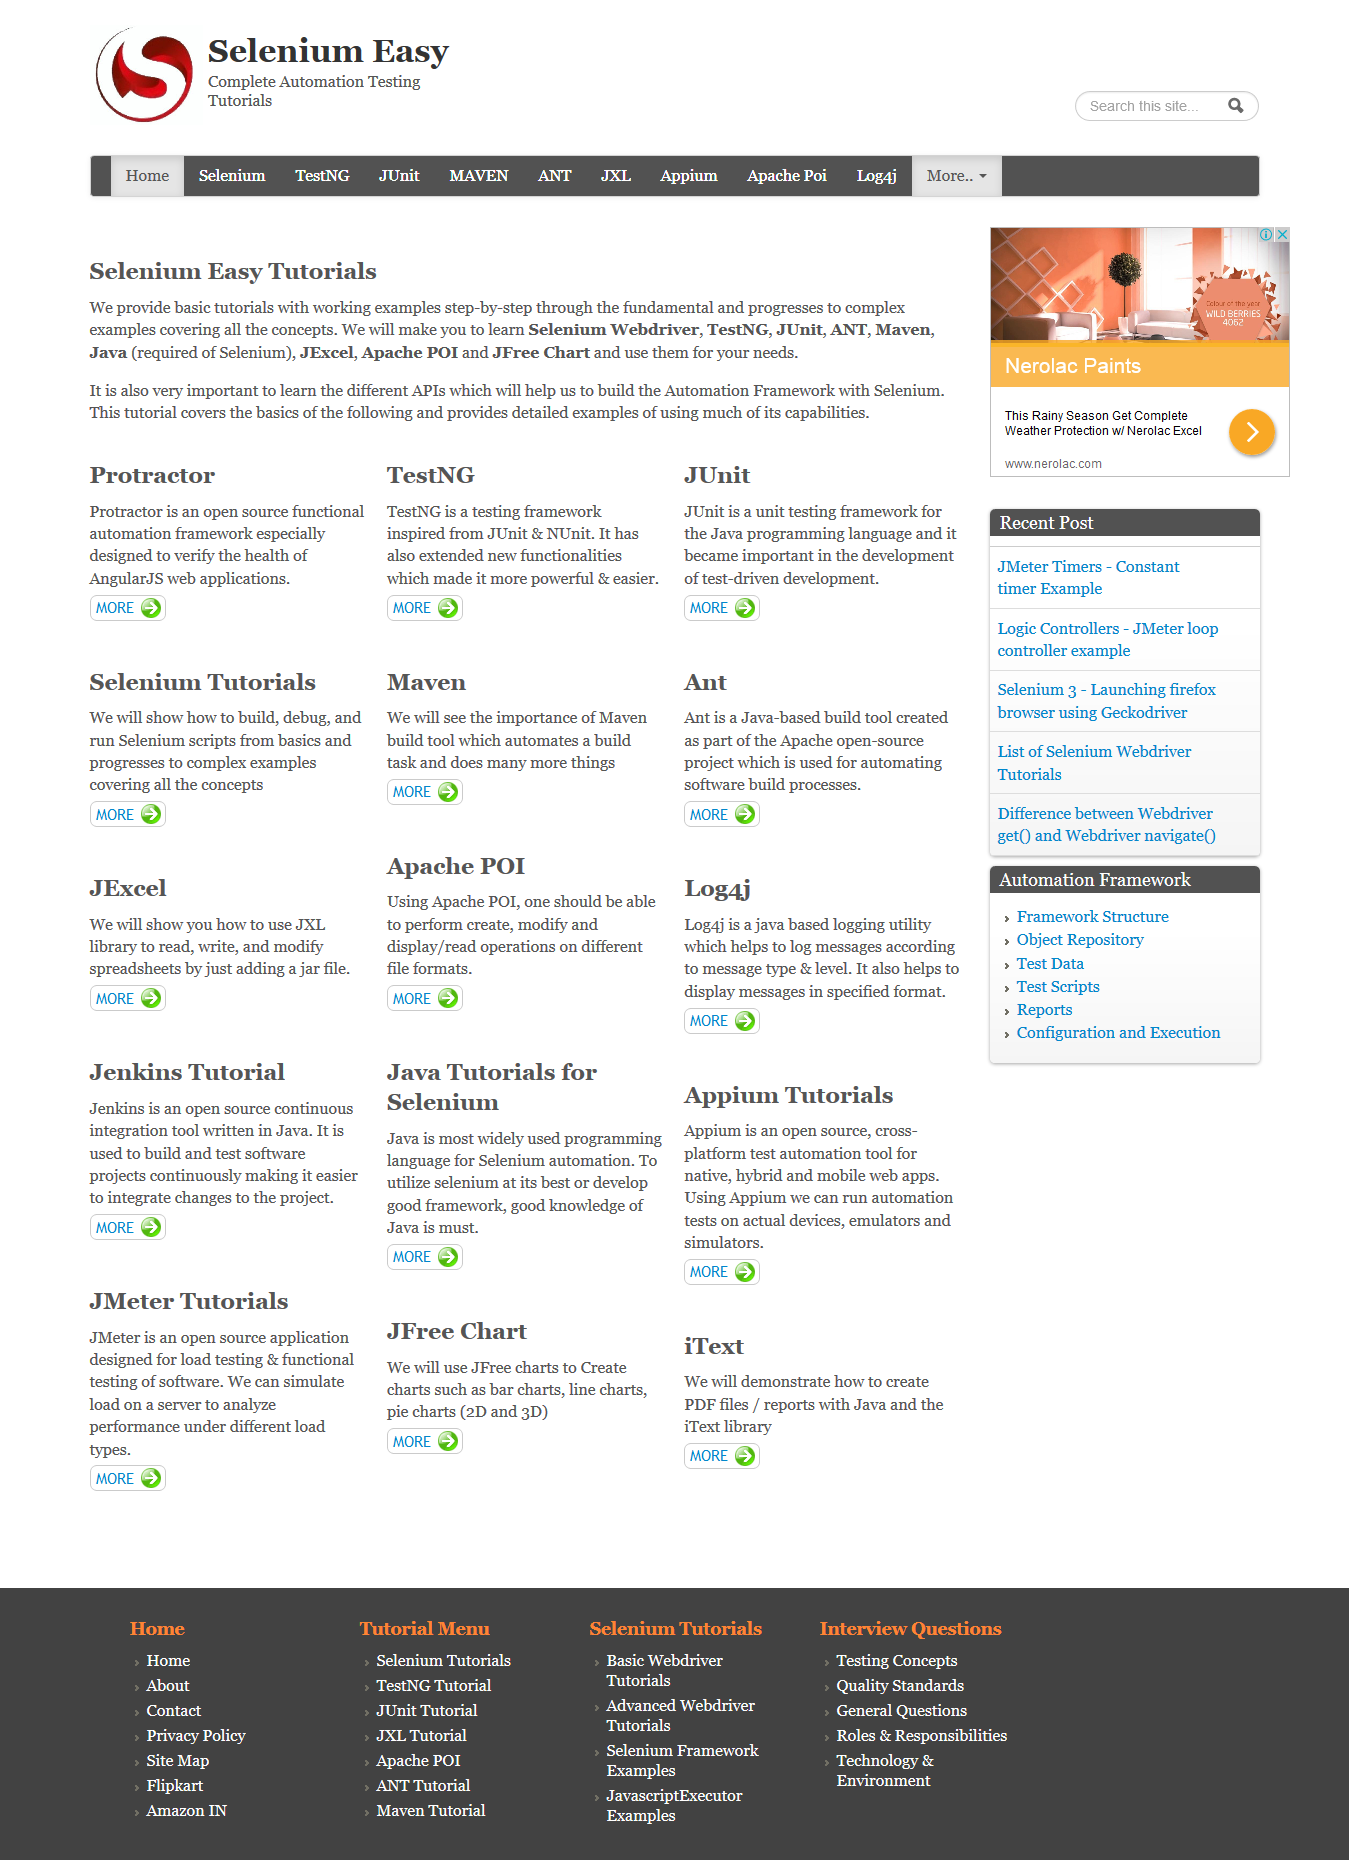 Selenium Easy
Complete Automation Testing
Tutorials
Search this site...
Home Selenium TestNG JUnit MAVEN ANT JXL Appium Apache Poi Log4j More..
Selenium Easy Tutorials
We provide basic tutorials with working examples step-by-step through the fundamental and progresses to complex
examples covering all the concepts. We will make you to learn Selenium Webdriver, TestNG, JUnit, ANT, Maven,
Java (required of Selenium), JExcel, Apache POI and JFree Chart and use them for your needs.
It is also very important to learn the different APIs which will help us to build the Automation Framework with Selenium.
This tutorial covers the basics of the following and provides detailed examples of using much of its capabilities.
Protractor
Protractor is an open source functional
automation framework especially
designed to verify the health of
AngularJS web applications.
MORE
TestNG
TestNG is a testing framework
inspired from JUnit & NUnit. It has
also extended new functionalities
which made it more powerful & easier.
MORE
JUnit
JUnit is a unit testing framework for
the Java programming language and it
became important in the development
of test-driven development.
MORE
Selenium Tutorials
We will show how to build, debug, and
run Selenium scripts from basics and
progresses to complex examples
covering all the concepts
MORE
Maven
We will see the importance of Maven
build tool which automates a build
task and does many more things
MORE
Ant
Ant is a Java-based build tool created
as part of the Apache open-source
project which is used for automating
software build processes.
MORE
JExcel
We will show you how to use JXL
library to read, write, and modify
spreadsheets by just adding a jar file.
MORE
Apache POI
Using Apache POI, one should be able
to perform create, modify and
display/read operations on different
file formats.
MORE
Log4j
Log4j is a java based logging utility
which helps to log messages according
to message type & level. It also helps to
display messages in specified format.
MORE
Jenkins Tutorial
Jenkins is an open source continuous
integration tool written in Java. It is
used to build and test software
projects continuously making it easier
to integrate changes to the project.
MORE
Java Tutorials for
Selenium
Java is most widely used programming
language for Selenium automation. To
utilize selenium at its best or develop
good framework, good knowledge of
Java is must.
MORE
Appium Tutorials
Appium is an open source, cross-
platform test automation tool for
native, hybrid and mobile web apps.
Using Appium we can run automation
tests on actual devices, emulators and
simulators.
MORE
JMeter Tutorials
JMeter is an open source application
designed for load testing & functional
testing of software. We can simulate
load on a server to analyze
performance under different load
types.
MORE
JFree Chart
We will use JFree charts to Create
charts such as bar charts, line charts,
pie charts (2D and 3D)
MORE
iText
We will demonstrate how to create
PDF files / reports with Java and the
iText library
MORE
Colour of the year
WILD BERRIES
4062
Nerolac Paints
This Rainy Season Get Complete
Weather Protection w/ Nerolac Excel
www.nerolac.com
Recent Post
JMeter Timers - Constant
timer Example
Logic Controllers - JMeter loop
controller example
Selenium 3 - Launching firefox
browser using Geckodriver
List of Selenium Webdriver
Tutorials
Difference between Webdriver
get() and Webdriver navigate()
Automation Framework
Framework Structure
Object Repository
Test Data
Test Scripts
Reports
Configuration and Execution
Home
Home
About
Contact
Privacy Policy
Site Map
Flipkart
Amazon IN
Tutorial Menu
Selenium Tutorials
TestNG Tutorial
JUnit Tutorial
JXL Tutorial
Apache POI
ANT Tutorial
Maven Tutorial
Selenium Tutorials
Basic Webdriver
Tutorials
Advanced Webdriver
Tutorials
Selenium Framework
Examples
JavascriptExecutor
Examples
Interview Questions
Testing Concepts
Quality Standards
General Questions
Roles & Responsibilities
Technology &
Environment